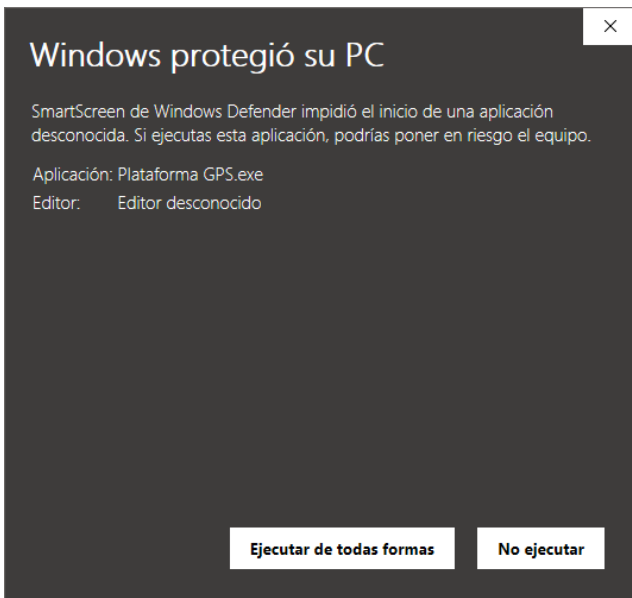 Windows protegió su PC
SmartScreen de Windows Defender impidió el inicio de una aplicación
desconocida. Si ejecutas esta aplicación, podrías poner en riesgo el equipo.
Aplicación: Plataforma GPS.exe
Editor: Editor desconocido
Ejecutar de todas formas
No ejecutar